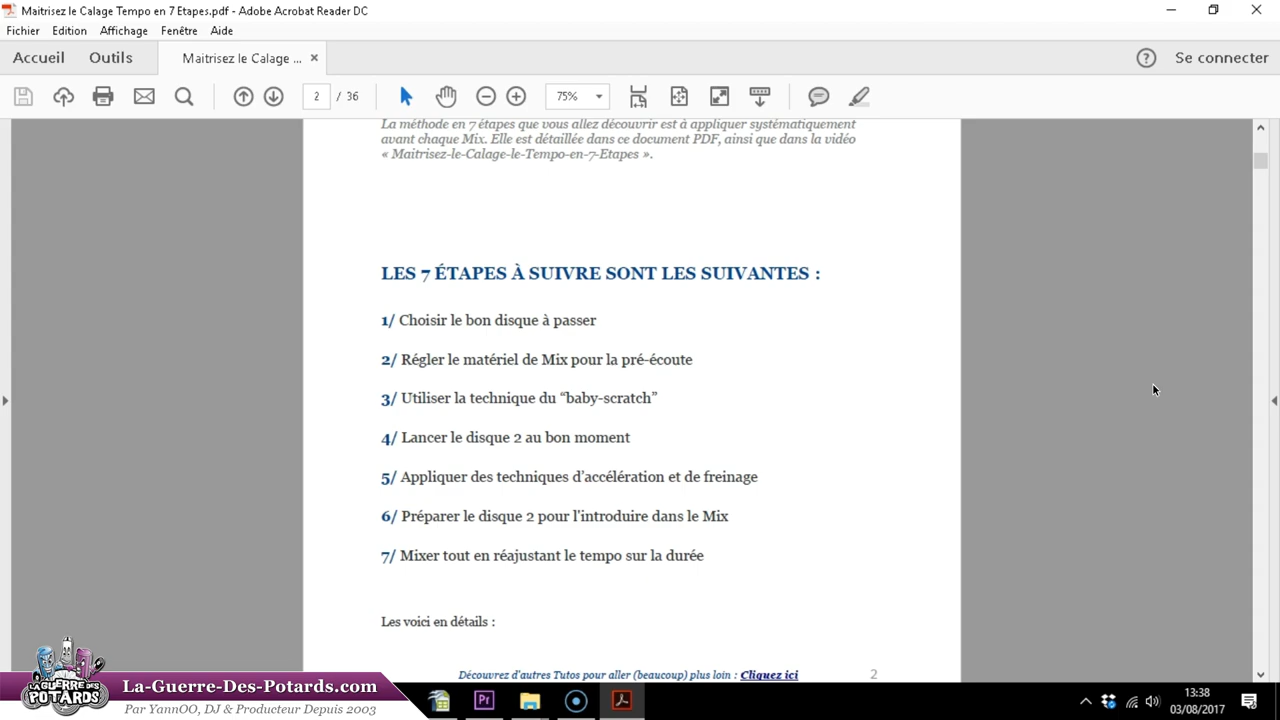 Maitrisez le Calage Tempo en 7 Etapes.pdf - Adobe Acrobat Reader DC
Fichier Edition Affichage Fenêtre Aide
Accueil Outils Maitrisez le Calage ... × ? Se connecter
2 / 36 75%
La méthode en 7 étapes que vous allez découvrir est à appliquer systématiquement
avant chaque Mix. Elle est détaillée dans ce document PDF, ainsi que dans la vidéo
« Maitrisez-le-Calage-le-Tempo-en-7-Etapes ».
LES 7 ÉTAPES À SUIVRE SONT LES SUIVANTES :
1/ Choisir le bon disque à passer
2/ Régler le matériel de Mix pour la pré-écoute
3/ Utiliser la technique du “baby-scratch”
4/ Lancer le disque 2 au bon moment
5/ Appliquer des techniques d’accélération et de freinage
6/ Préparer le disque 2 pour l'introduire dans le Mix
7/ Mixer tout en réajustant le tempo sur la durée
Les voici en détails :
Découvrez d'autres Tutos pour aller (beaucoup) plus loin : Cliquez ici 2
LA GUERRE DES
POTARDS
La-Guerre-Des-Potards.com
Par YannOO, DJ & Producteur Depuis 2003
Pr
13:38
03/08/2017